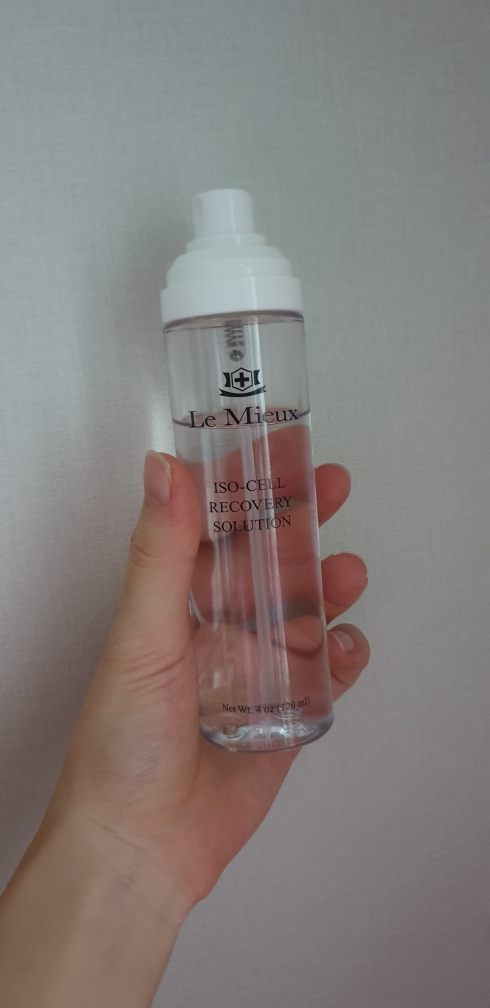 Le Mieux
ISO-CELL
RECOVERY
SOLUTION
Net Wt. 4 oz (120 ml)